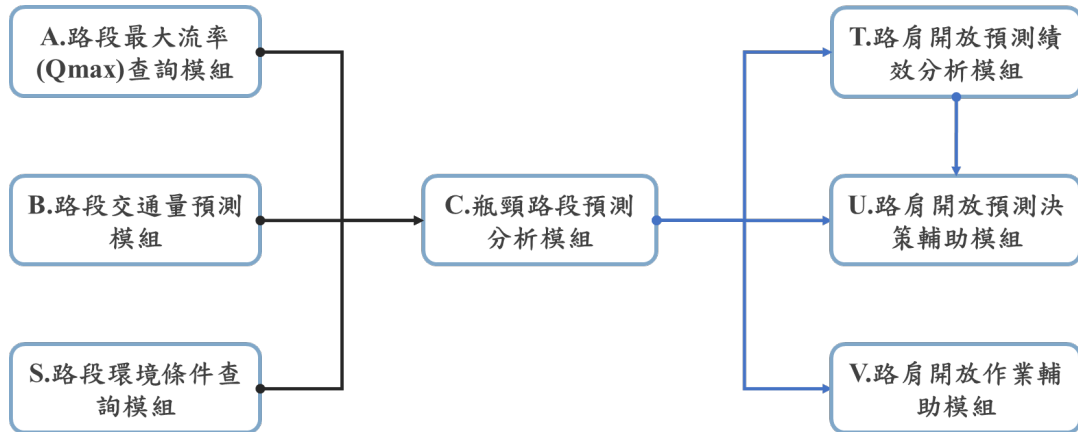 A.路段最大流率
(Qmax)查詢模組
B.路段交通量預測
模組
S.路段環境條件查
詢模組
C.瓶頸路段預測
分析模組
T.路肩開放預測績
效分析模組
U.路肩開放預測決
策輔助模組
V.路肩開放作業輔
助模組